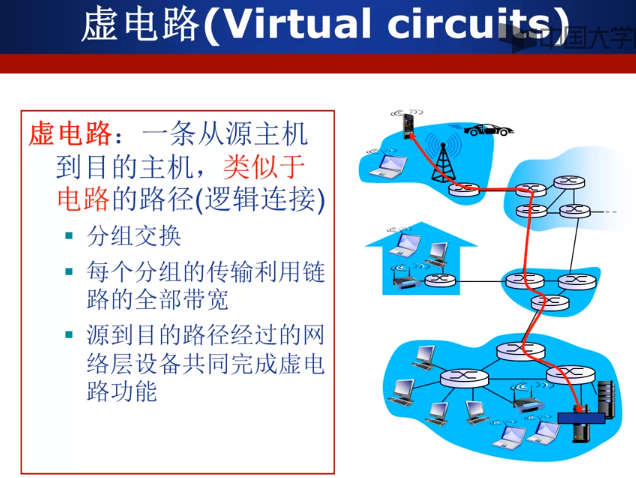 虚电路(Virtual circuits)
中国大学
虚电路：一条从源主机
到目的主机，类似于
电路的路径(逻辑连接)
▪ 分组交换
▪ 每个分组的传输利用链
路的全部带宽
▪ 源到目的路径经过的网
络层设备共同完成虚电
路功能